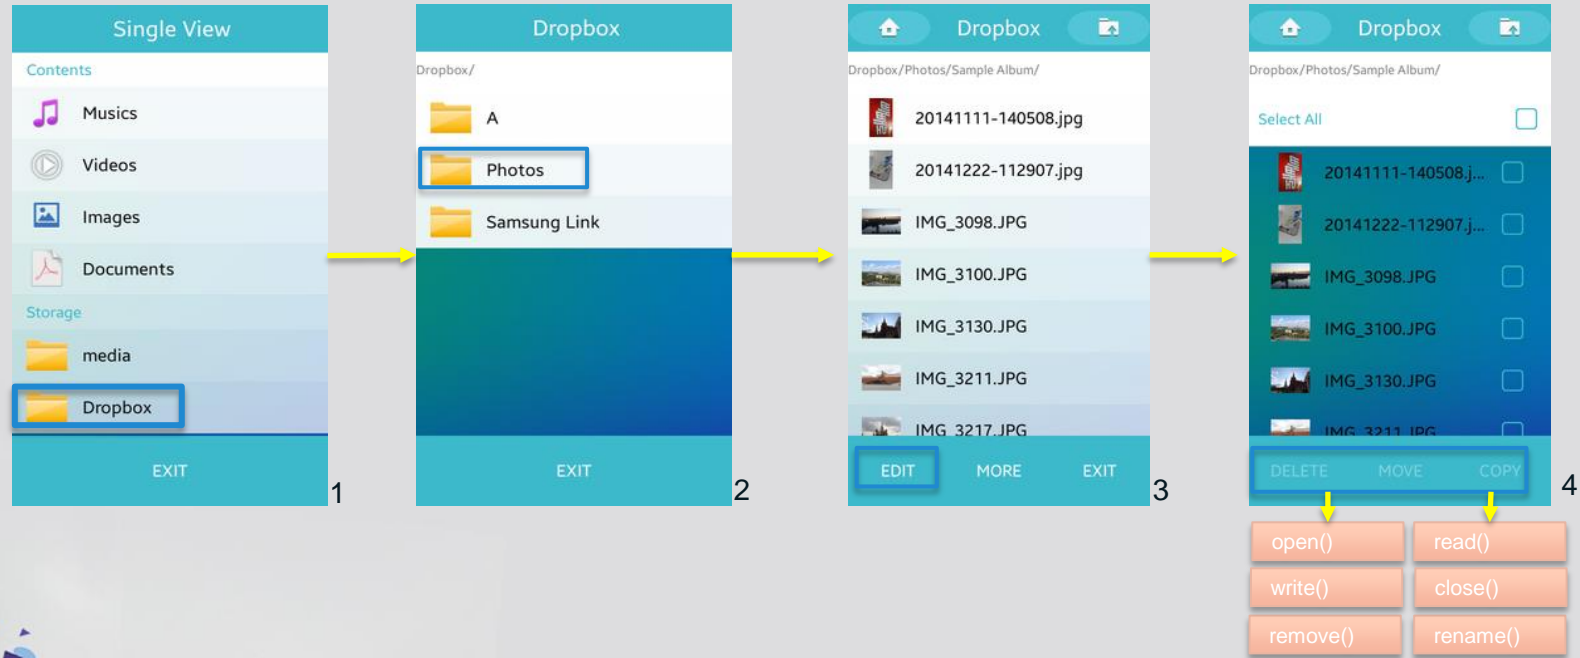 Single View
Contents
Musics
Videos
Images
Documents
Storage
media
Dropbox
EXIT
1
Dropbox
Dropbox/
A
Photos
Samsung Link
EXIT
2
Dropbox
Dropbox/Photos/Sample Album/
20141111-140508.jpg
20141222-112907.jpg
IMG_3098.JPG
IMG_3100.JPG
IMG_3130.JPG
IMG_3211.JPG
IMG_3217.JPG
EDIT MORE EXIT
3
Dropbox
Dropbox/Photos/Sample Album/
Select All
20141111-140508.j...
20141222-112907.j...
IMG_3098.JPG
IMG_3100.JPG
IMG_3130.JPG
IMG_3211.JPG
DELETE MOVE COPY
4
open() read()
write() close()
remove() rename()